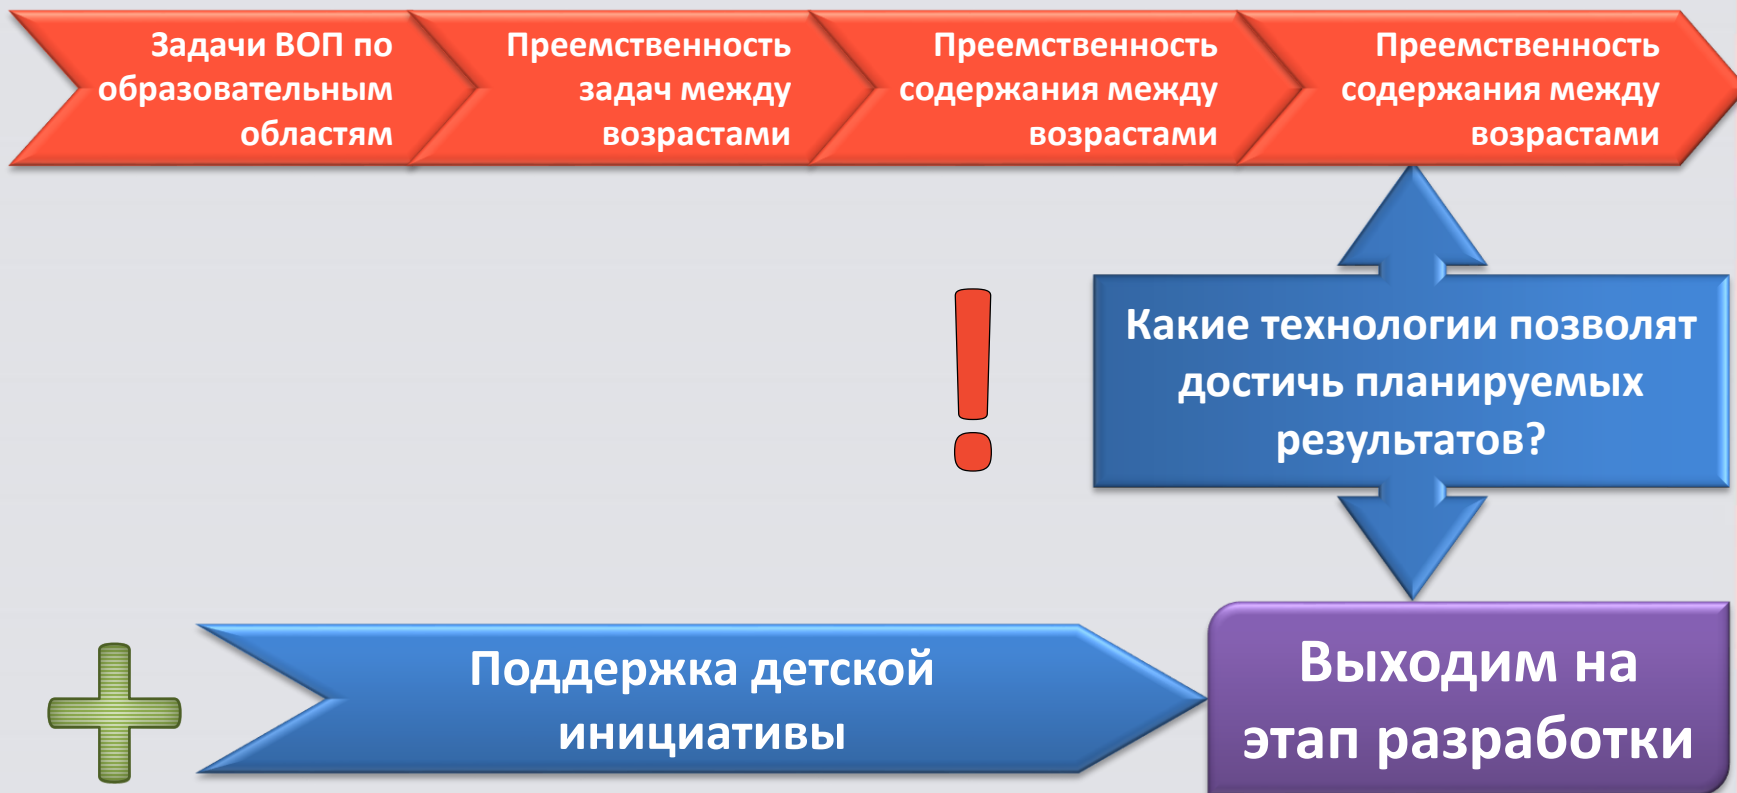 Задачи ВОП по
образовательным
областям
Преемственность
задач между
возрастами
Преемственность
содержания между
возрастами
Преемственность
содержания между
возрастами
Какие технологии позволят
достичь планируемых
результатов?
!
Поддержка детской
инициативы
Выходим на
этап разработки